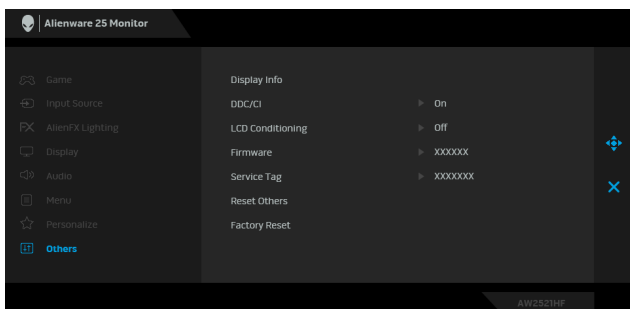 Alienware 25 Monitor
Game
Input Source
FX AlienFX Lighting
Display
Audio
Menu
Personalize
Others
Display Info
DDC/CI On
LCD Conditioning Off
Firmware XXXXXX
Service Tag XXXXXXX
Reset Others
Factory Reset
AW2521HF